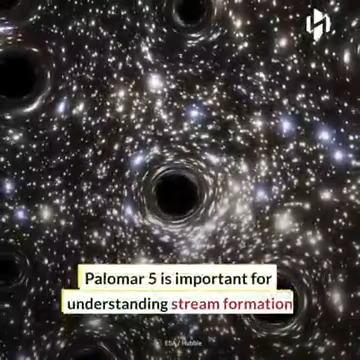 Palomar 5 is important for
understanding stream formation
ESA / Hubble